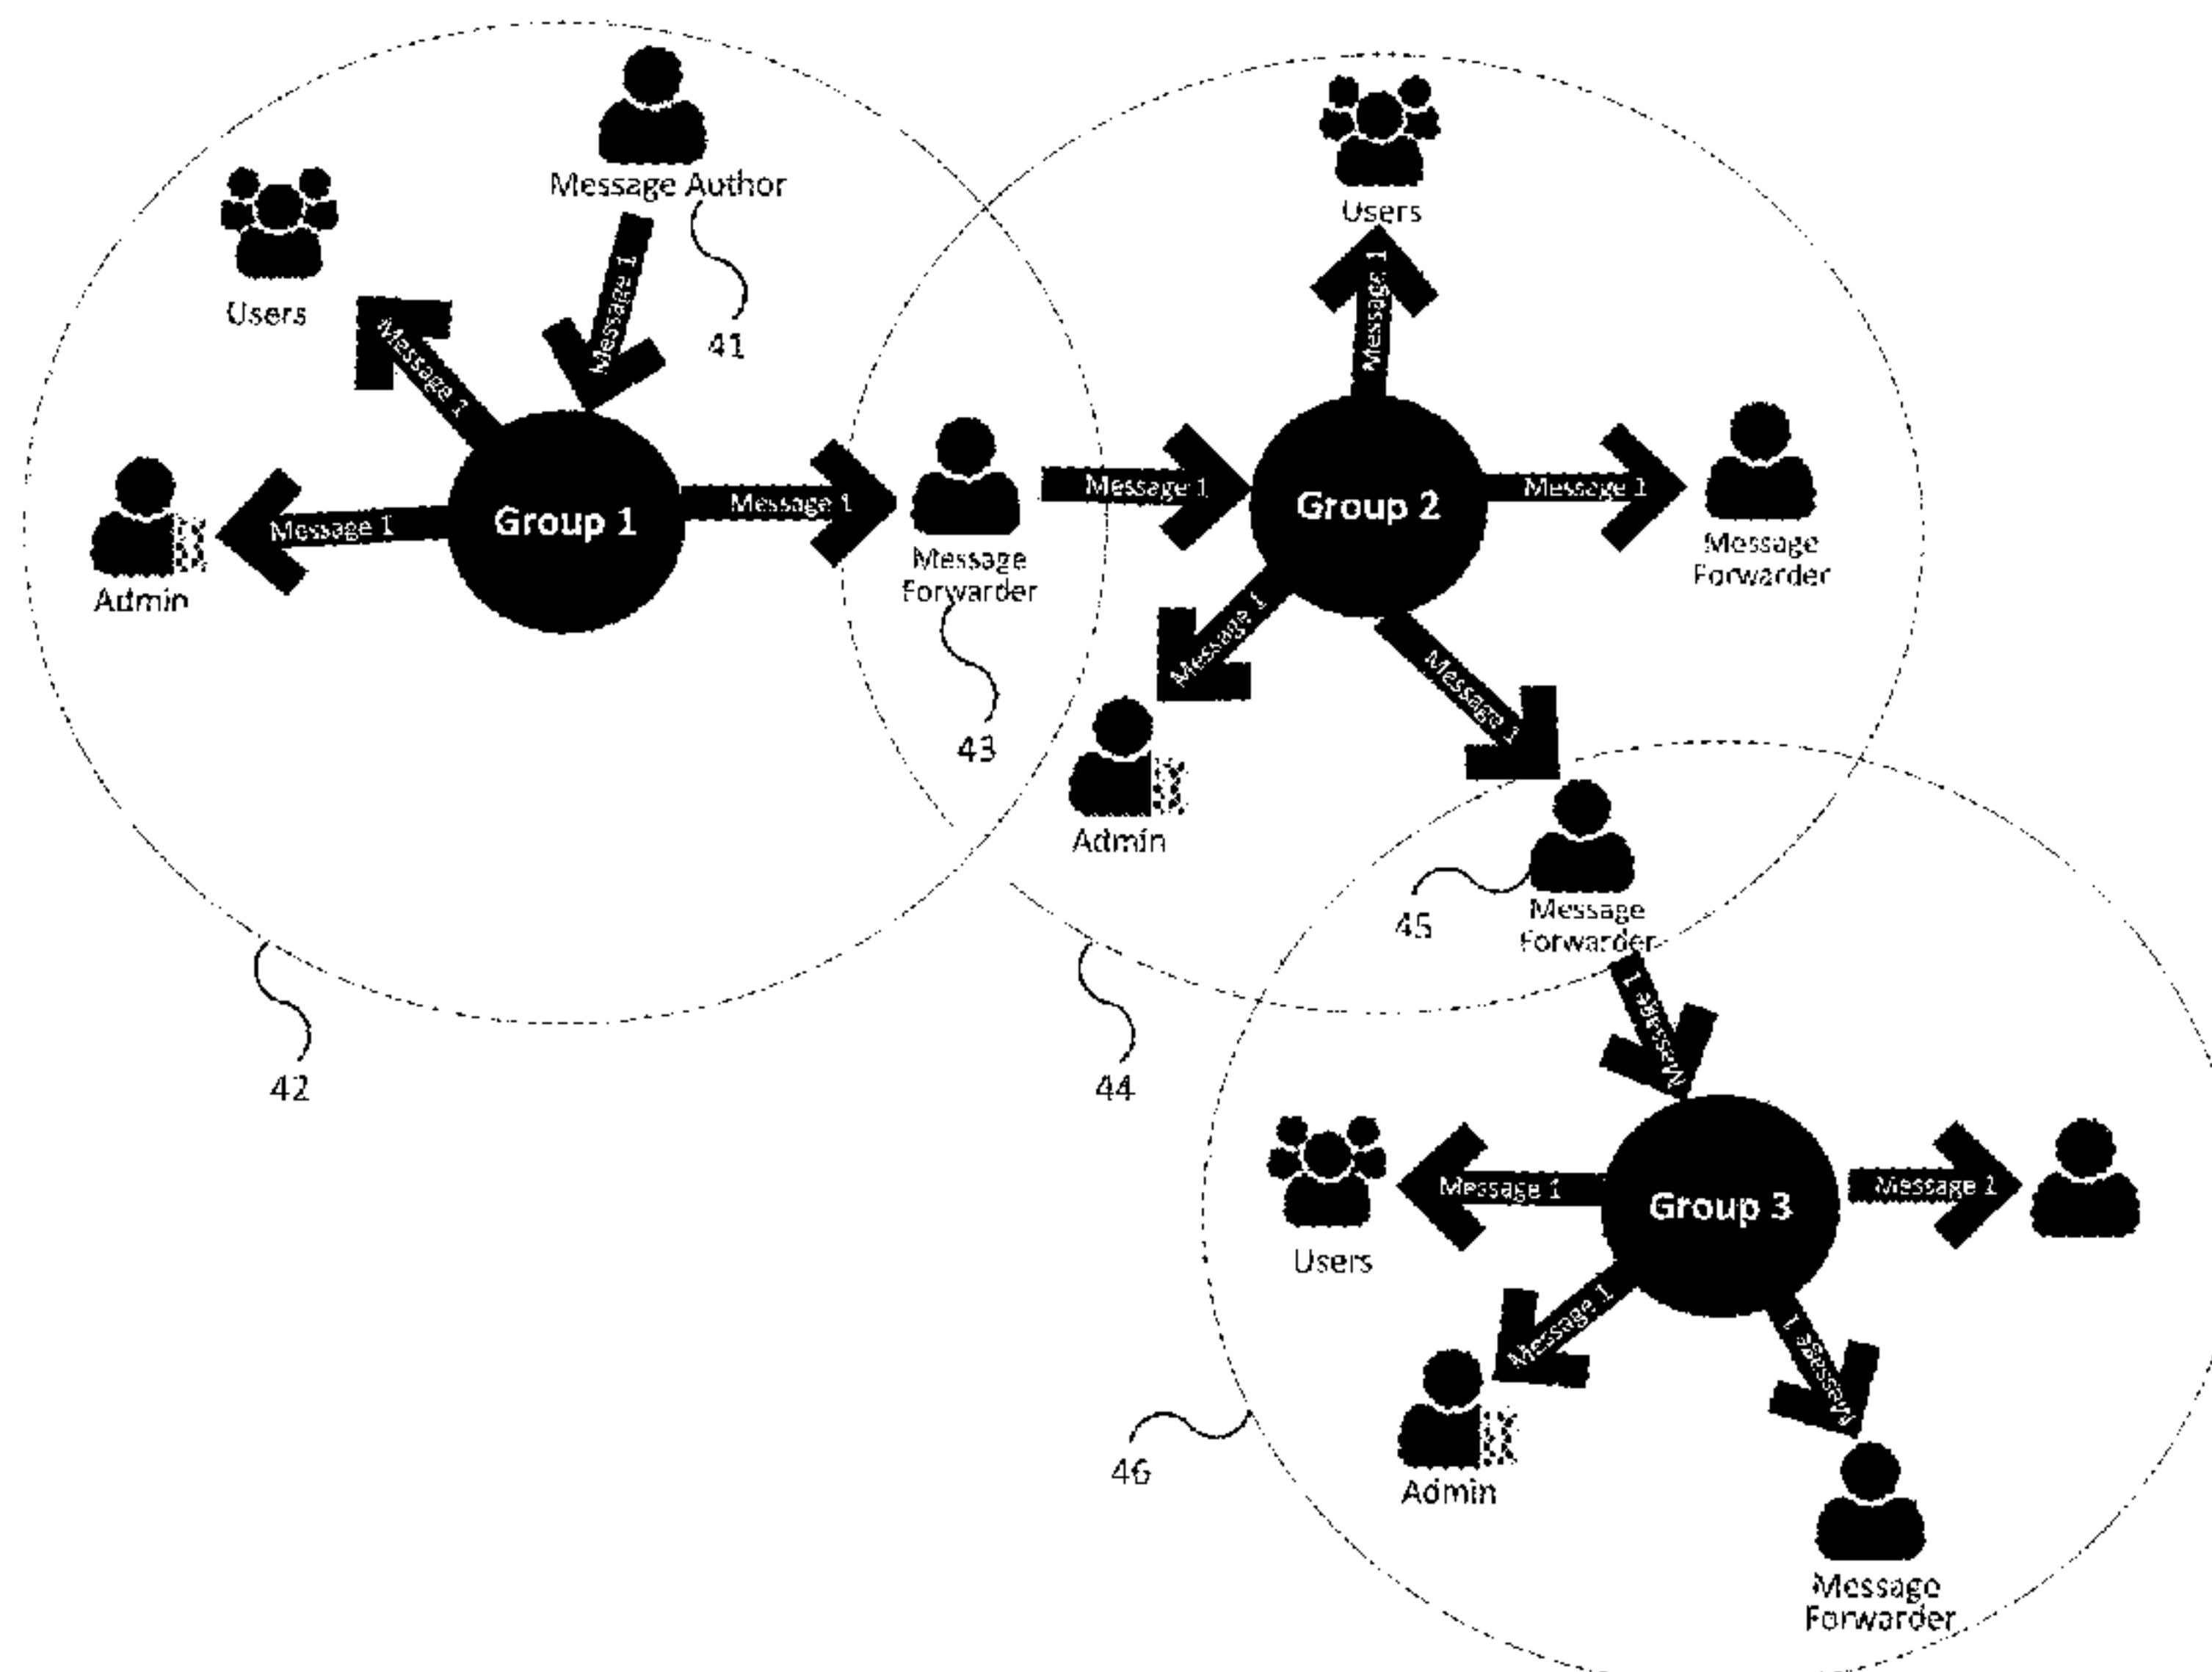 Message Author
Users
Message 1
41
Message 1
Admin
Message 1
Group 1
Message 1
Message
Forwarder
43
42
Users
Message 1
Message 1
Group 2
Message 1
Message
Forwarder
Message 1
Admin
Message 1
45
Message
Forwarder
44
Message 1
Users
Message 1
Group 3
Message 1
Message 1
Admin
Message 1
46
Message
Forwarder